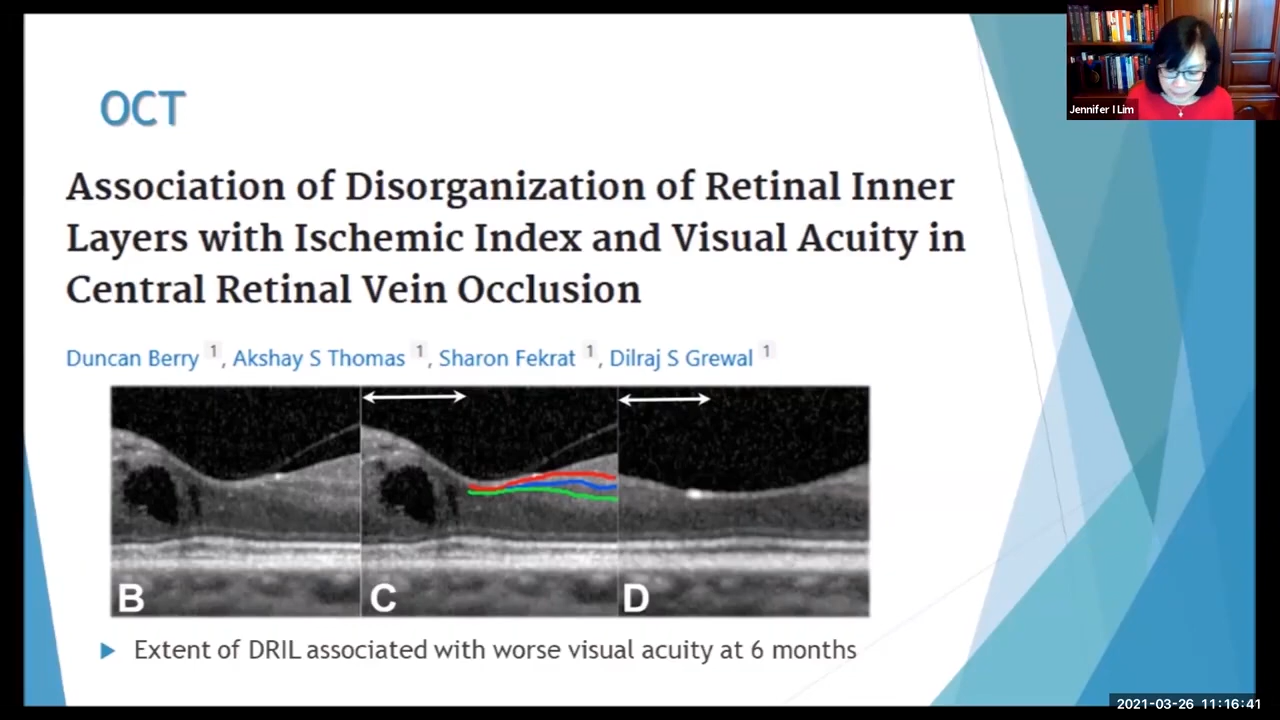 OCT
Association of Disorganization of Retinal Inner
Layers with Ischemic Index and Visual Acuity in
Central Retinal Vein Occlusion
Duncan Berry 1, Akshay S Thomas 1, Sharon Fekrat 1, Dilraj S Grewal 1
B
C
D
Extent of DRIL associated with worse visual acuity at 6 months
Jennifer I Lim
2021-03-26 11:16:41